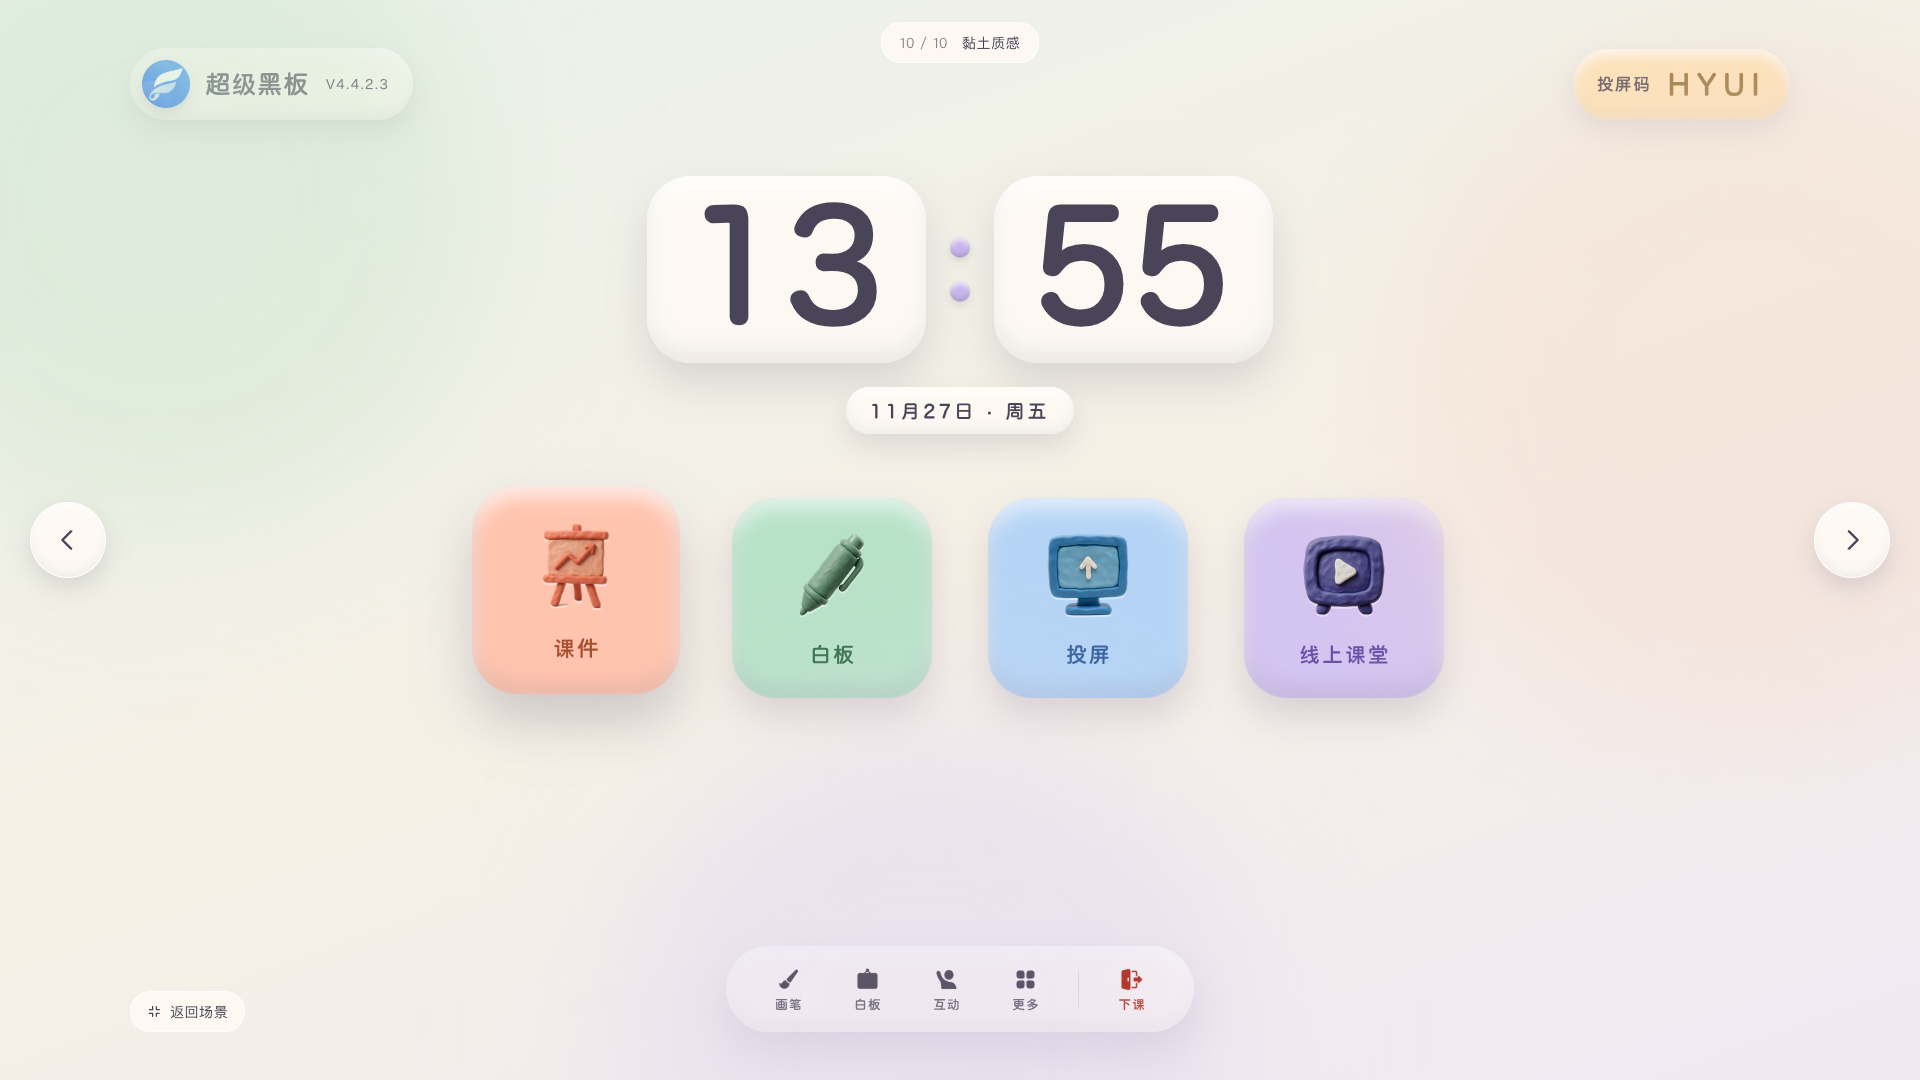 10 / 10 黏土质感
超级黑板 V4.4.2.3
投屏码 HYUI
13:55
11月27日 · 周五
课件
白板
投屏
线上课堂
画笔
白板
互动
更多
下课
返回场景